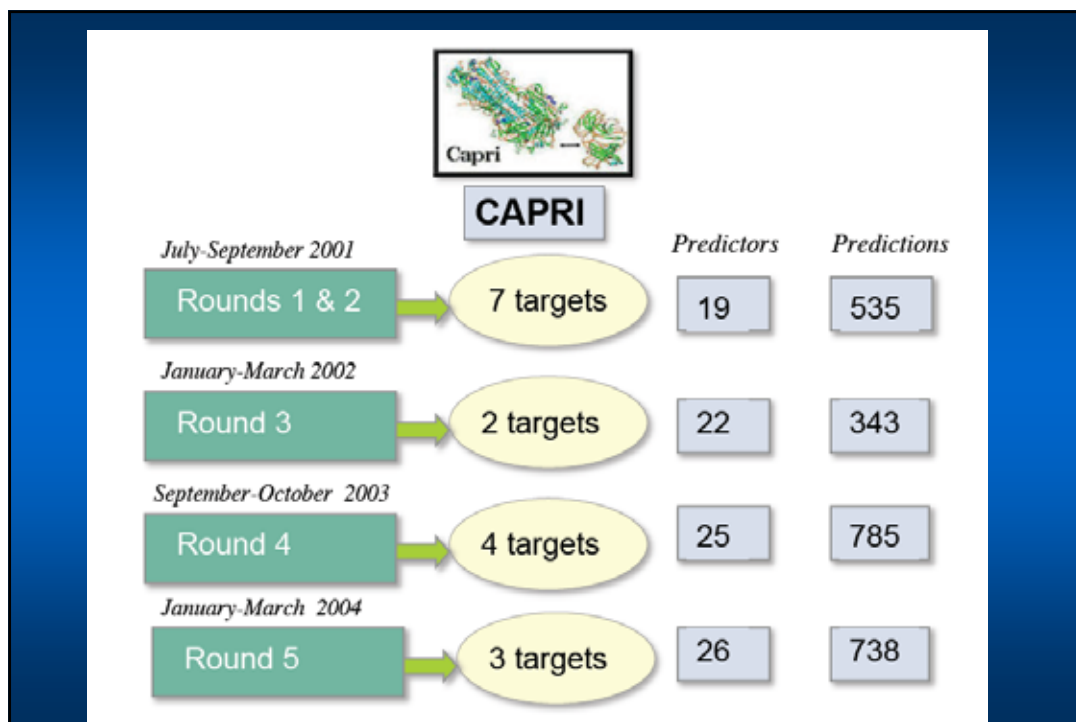 Capri
CAPRI
Predictors Predictions
July-September 2001
Rounds 1 & 2 7 targets 19 535
January-March 2002
Round 3 2 targets 22 343
September-October 2003
Round 4 4 targets 25 785
January-March 2004
Round 5 3 targets 26 738